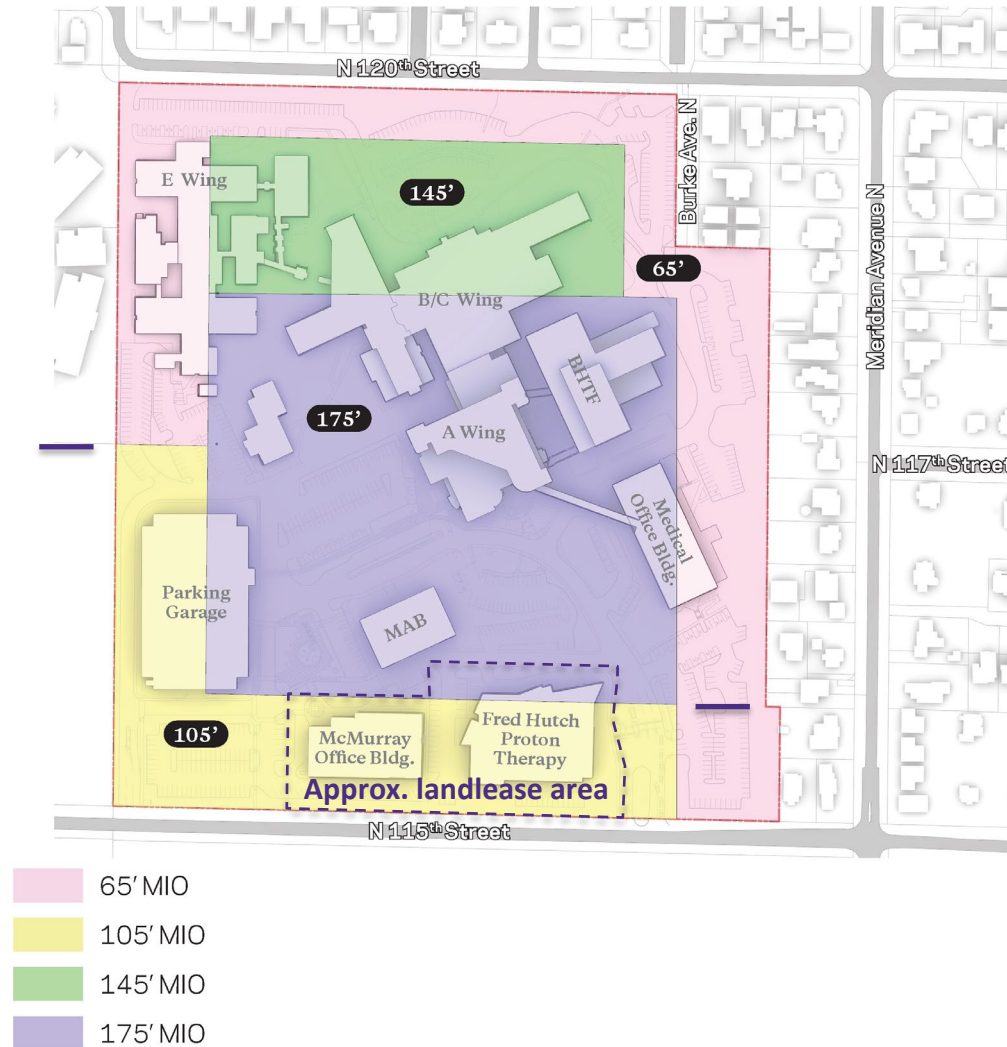 N 120th Street
Burke Ave. N
Meridian Avenue N
E Wing
145’
65’
B/C Wing
BHTF
175’
A Wing
N 117th Street
Medical
Office Bldg.
Parking
Garage
MAB
105’
McMurray
Office Bldg.
Fred Hutch
Proton
Therapy
Approx. landlease area
N 115th Street
65’ MIO
105’ MIO
145’ MIO
175’ MIO